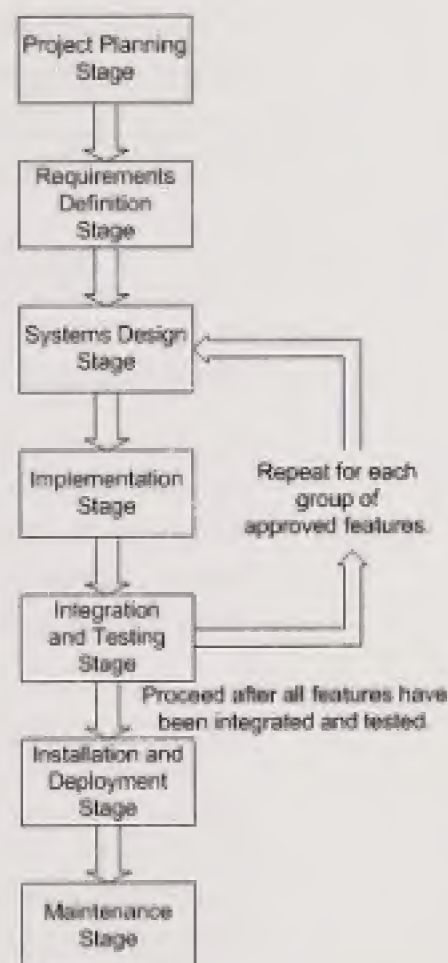 Project Planning
Stage
Requirements
Definition
Stage
Systems Design
Stage
Implementation
Stage
Repeat for each
group of
approved features.
Integration
and Testing
Stage
Proceed after all features have
been integrated and tested.
Installation and
Deployment
Stage
Maintenance
Stage